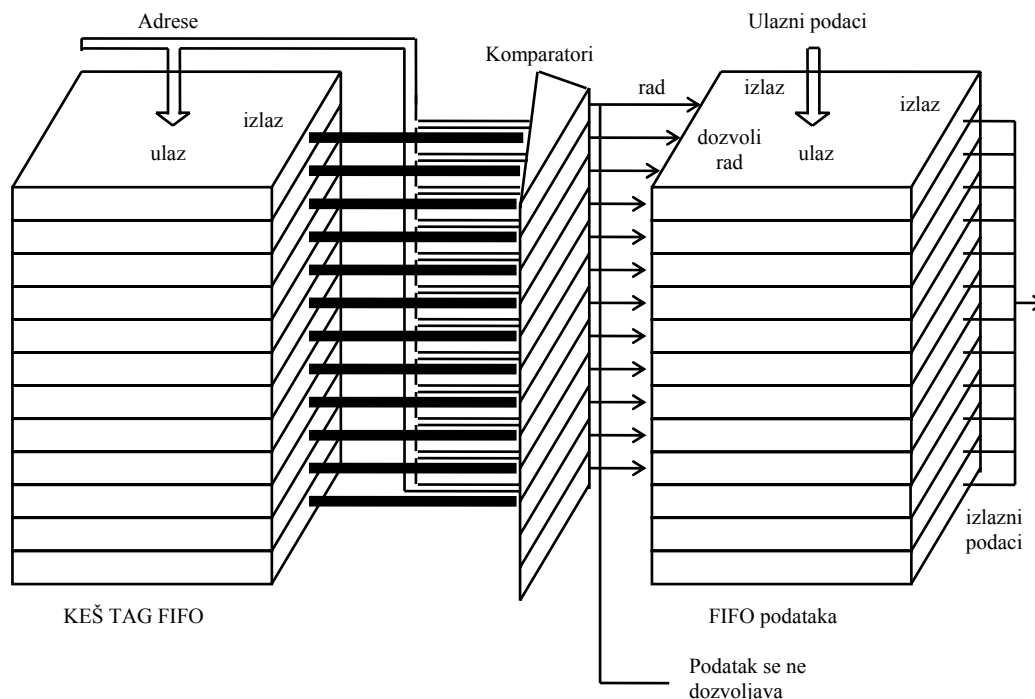 Adrese
Ulazni podaci
Komparatori
rad
izlaz
izlaz
izlaz
ulaz
dozvoli
rad
ulaz
izlazni
podaci
KEŠ TAG FIFO
FIFO podataka
Podatak se ne
dozvoljava